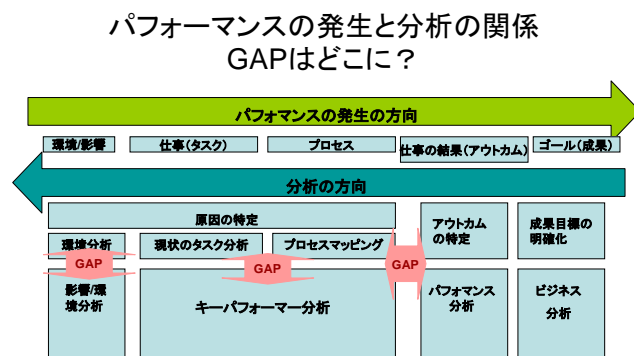 パフォーマンスの発生と分析の関係
GAPはどこに？
パフォマンスの発生の方向
環境/影響
仕事（タスク）
プロセス
仕事の結果（アウトカム）
ゴール（成果）
分析の方向
原因の特定
アウトカム
の特定
成果目標の
明確化
環境分析
現状のタスク分析
プロセスマッピング
GAP
GAP
GAP
影響/環
境分析
キーパフォーマー分析
パフォマンス
分析
ビジネス
分析